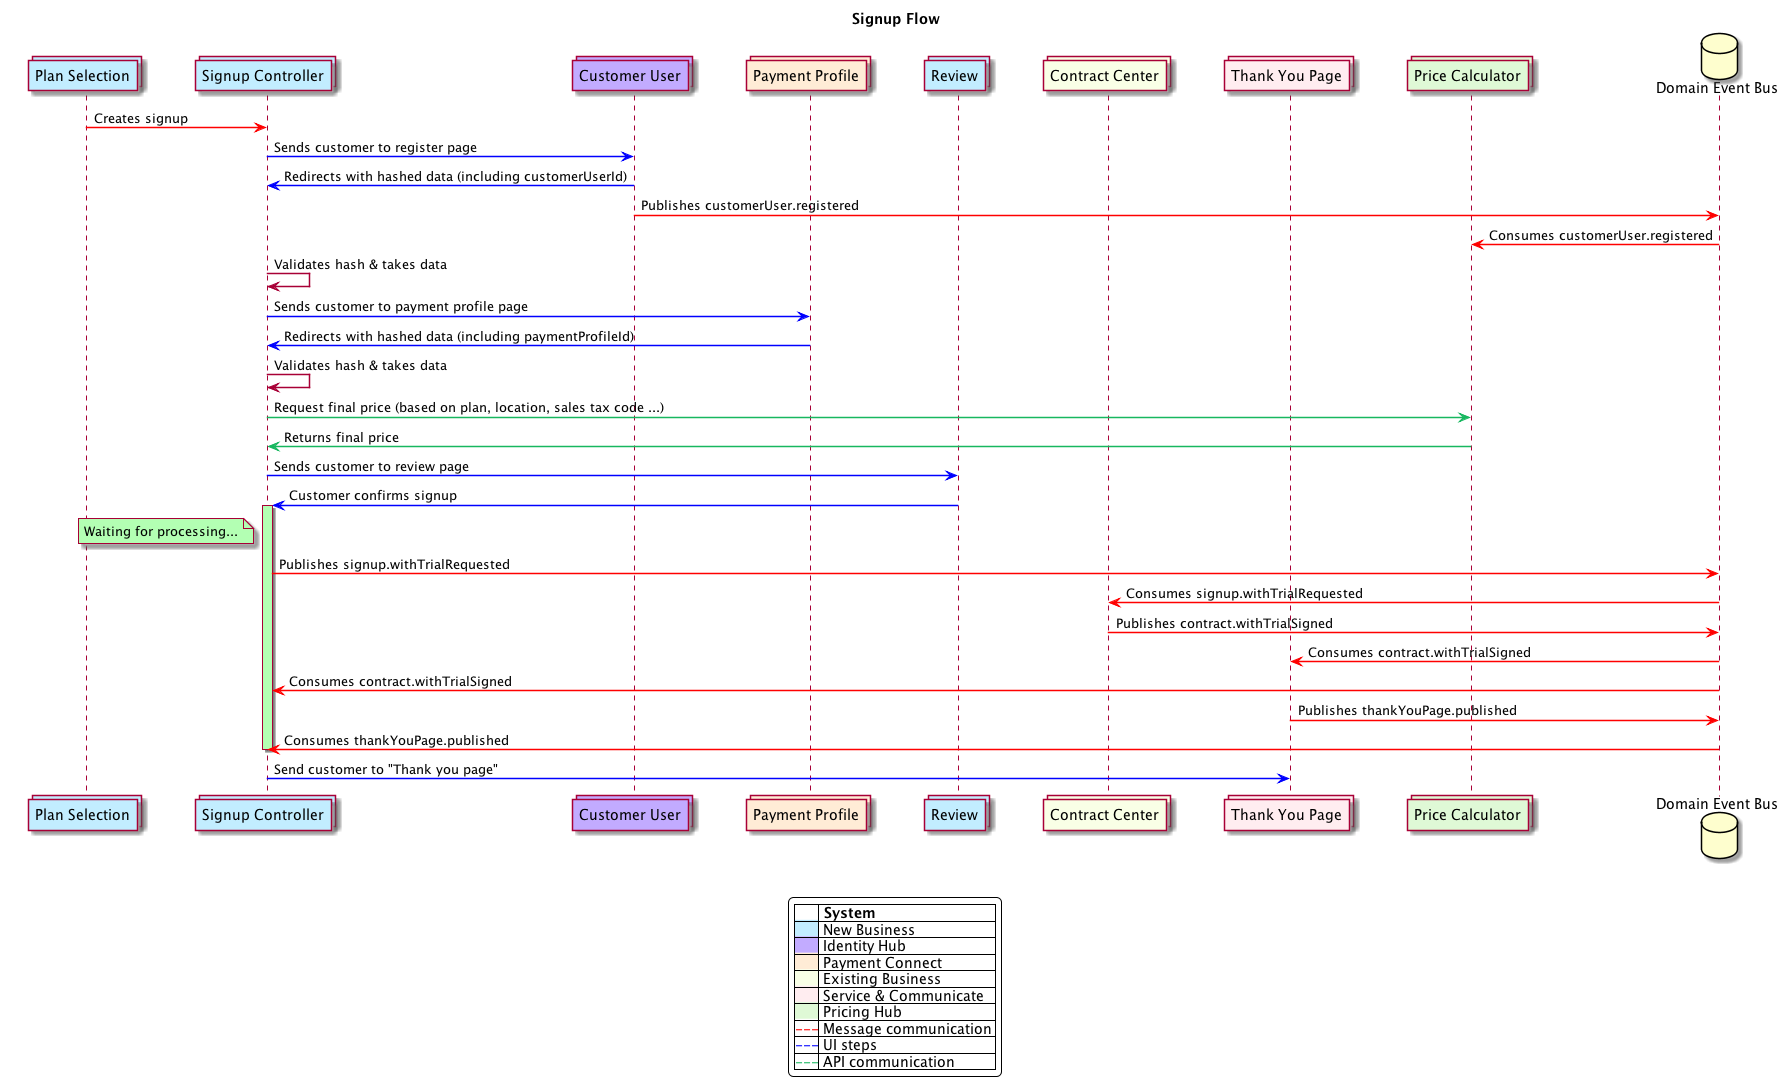 Signup Flow
Plan Selection
Signup Controller
Customer User
Payment Profile
Review
Contract Center
Thank You Page
Price Calculator
Domain Event Bus
Creates signup
Sends customer to register page
Redirects with hashed data (including customerUserId)
Publishes customerUser.registered
Consumes customerUser.registered
Validates hash & takes data
Sends customer to payment profile page
Redirects with hashed data (including paymentProfileId)
Validates hash & takes data
Request final price (based on plan, location, sales tax code ...)
Returns final price
Sends customer to review page
Customer confirms signup
Waiting for processing...
Publishes signup.withTrialRequested
Consumes signup.withTrialRequested
Publishes contract.withTrialSigned
Consumes contract.withTrialSigned
Consumes contract.withTrialSigned
Publishes thankYouPage.published
Consumes thankYouPage.published
Send customer to "Thank you page"
Plan Selection
Signup Controller
Customer User
Payment Profile
Review
Contract Center
Thank You Page
Price Calculator
Domain Event Bus
System
New Business
Identity Hub
Payment Connect
Existing Business
Service & Communicate
Pricing Hub
Message communication
UI steps
API communication